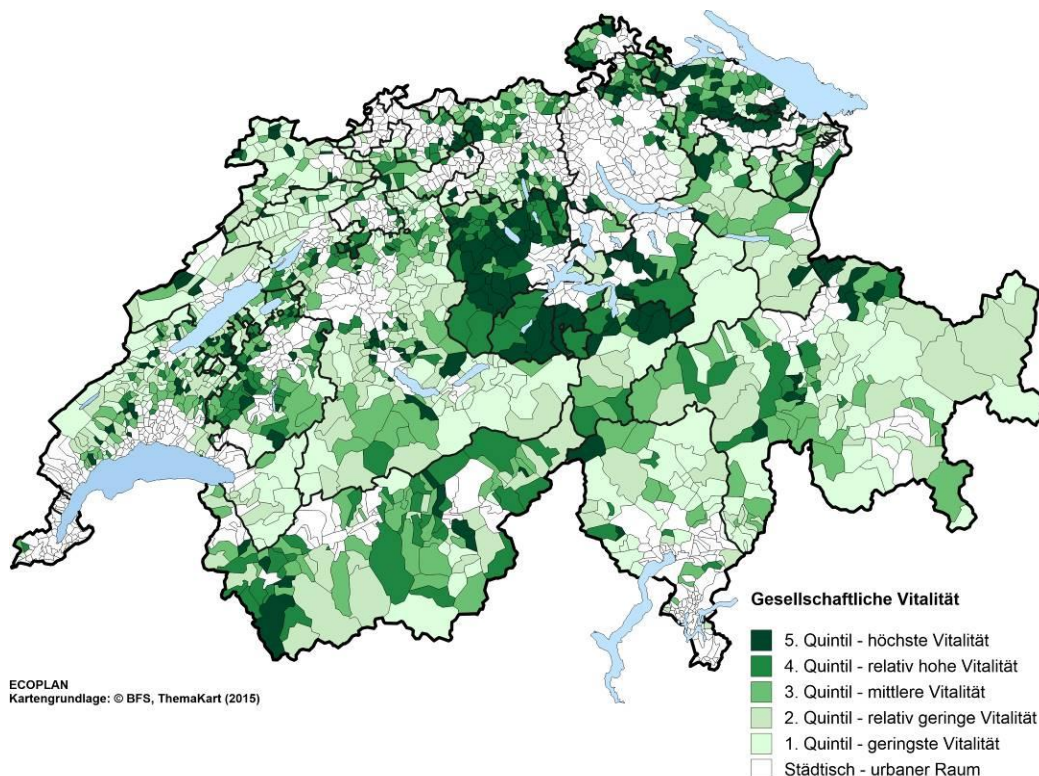 Gesellschaftliche Vitalität
5. Quintil - höchste Vitalität
4. Quintil - relativ hohe Vitalität
3. Quintil - mittlere Vitalität
2. Quintil - relativ geringe Vitalität
1. Quintil - geringste Vitalität
Städtisch - urbaner Raum
ECOPLAN
Kartengrundlage: © BFS, ThemaKart (2015)